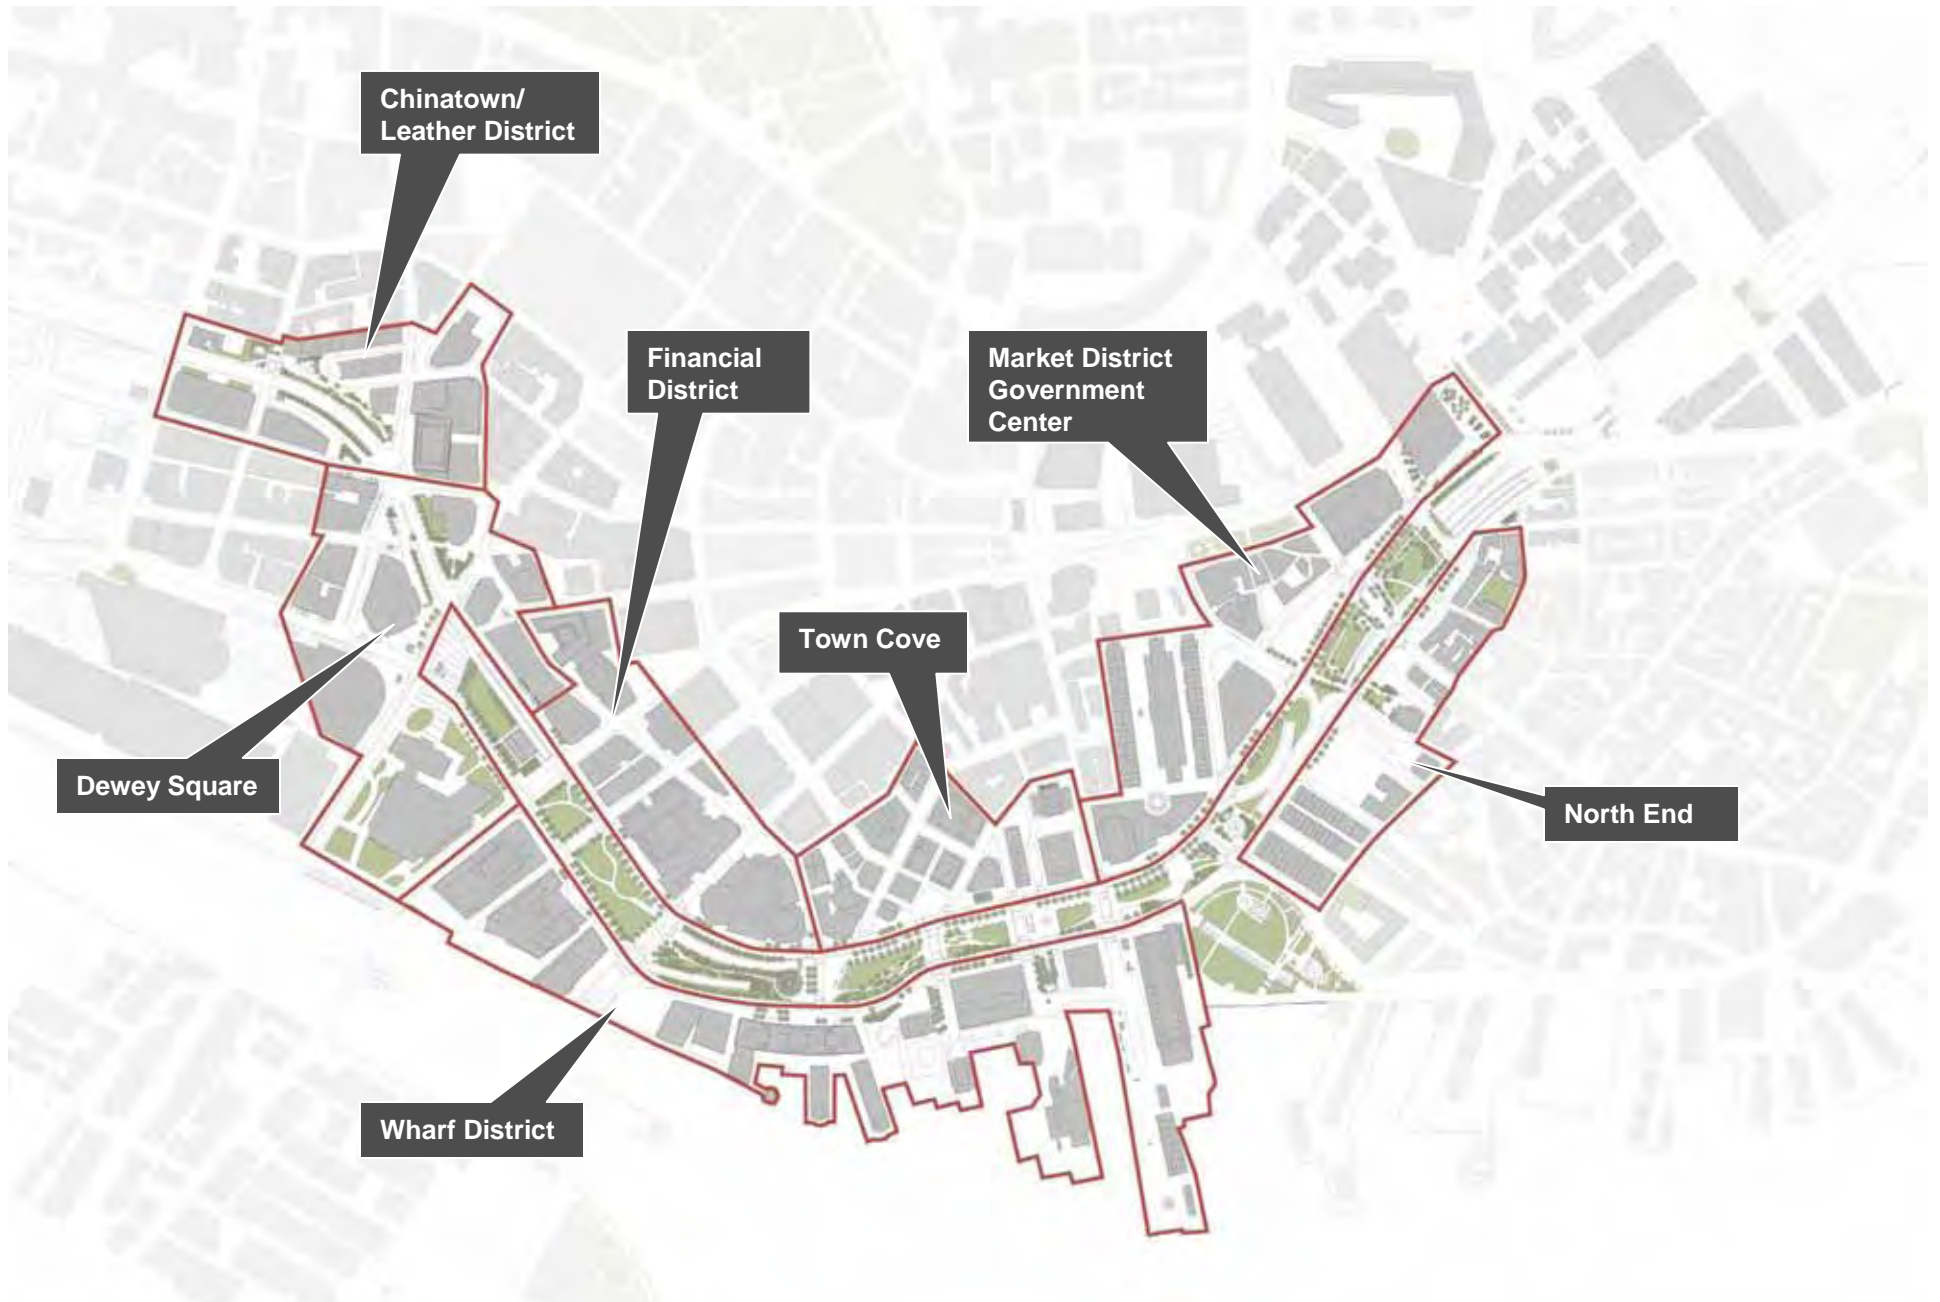 Chinatown/
Leather District
Financial
District
Market District
Government
Center
Town Cove
Dewey Square
North End
Wharf District